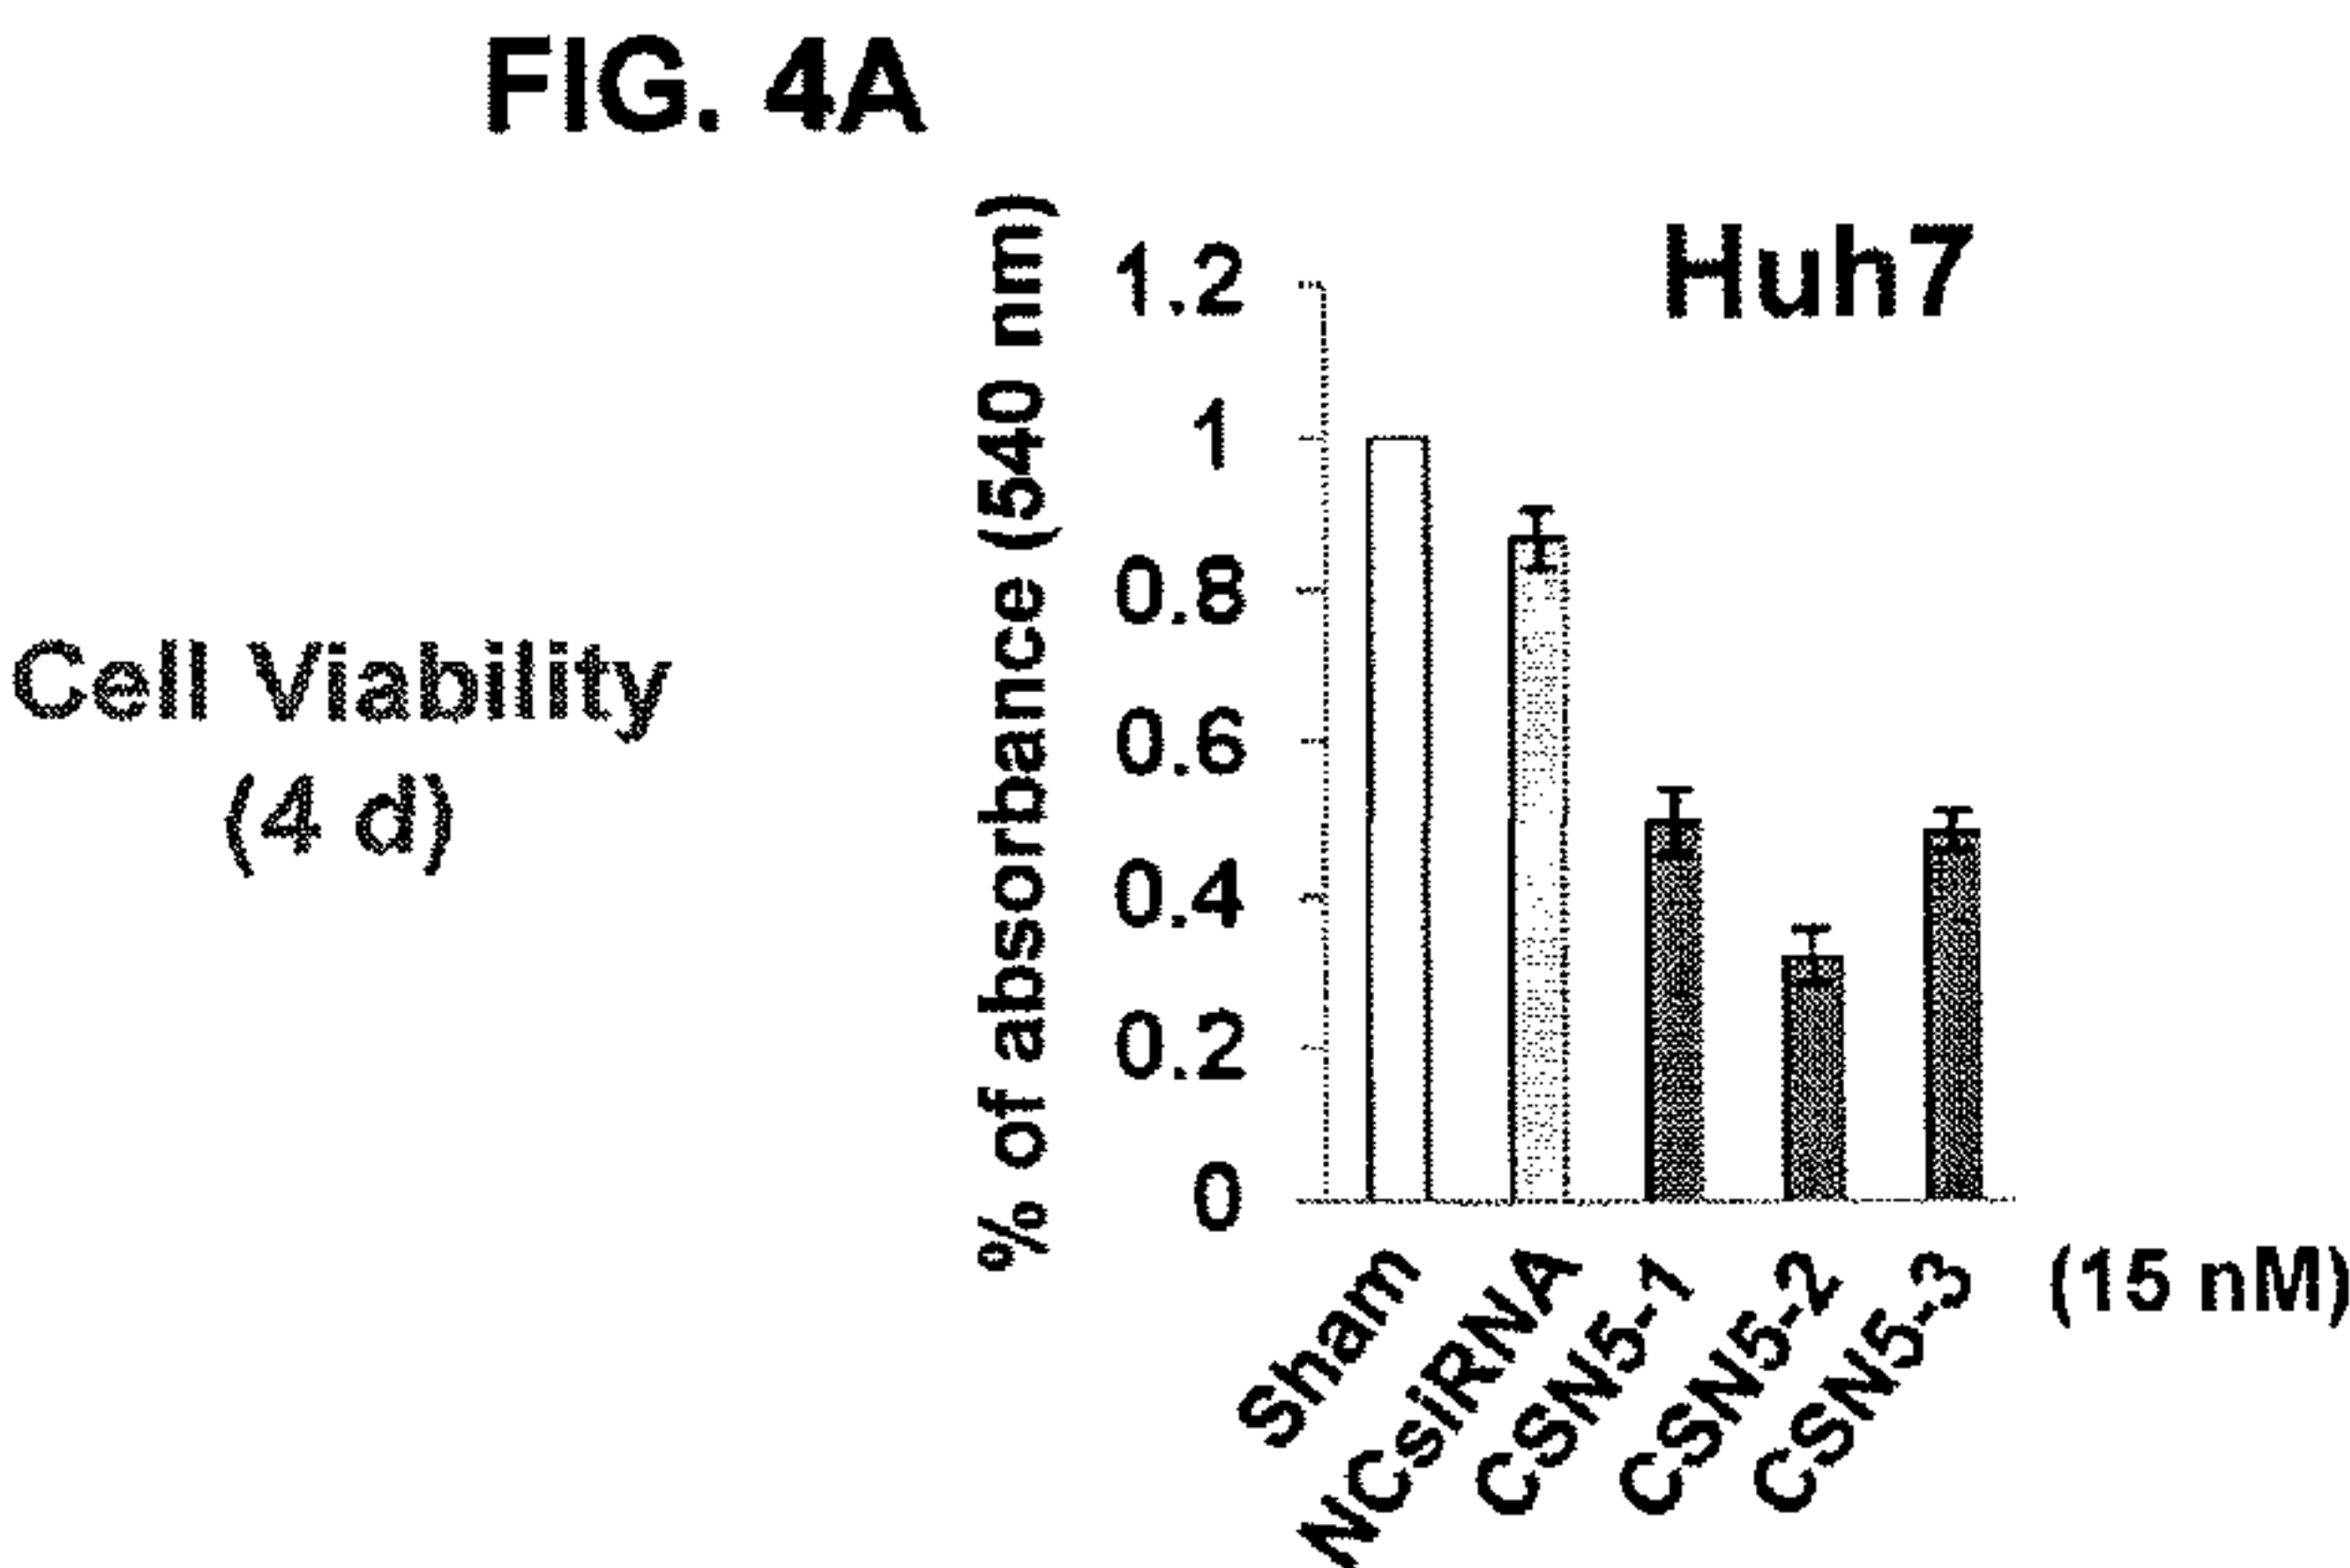 FIG. 4A
Huh7
Cell Viability
(4 d)
% of absorbance (540 nm)
1.2
1
0.8
0.6
0.4
0.2
0
Sham
NCsiRNA
CSN5-1
CSN5-2
CSN5-3
(15 nM)